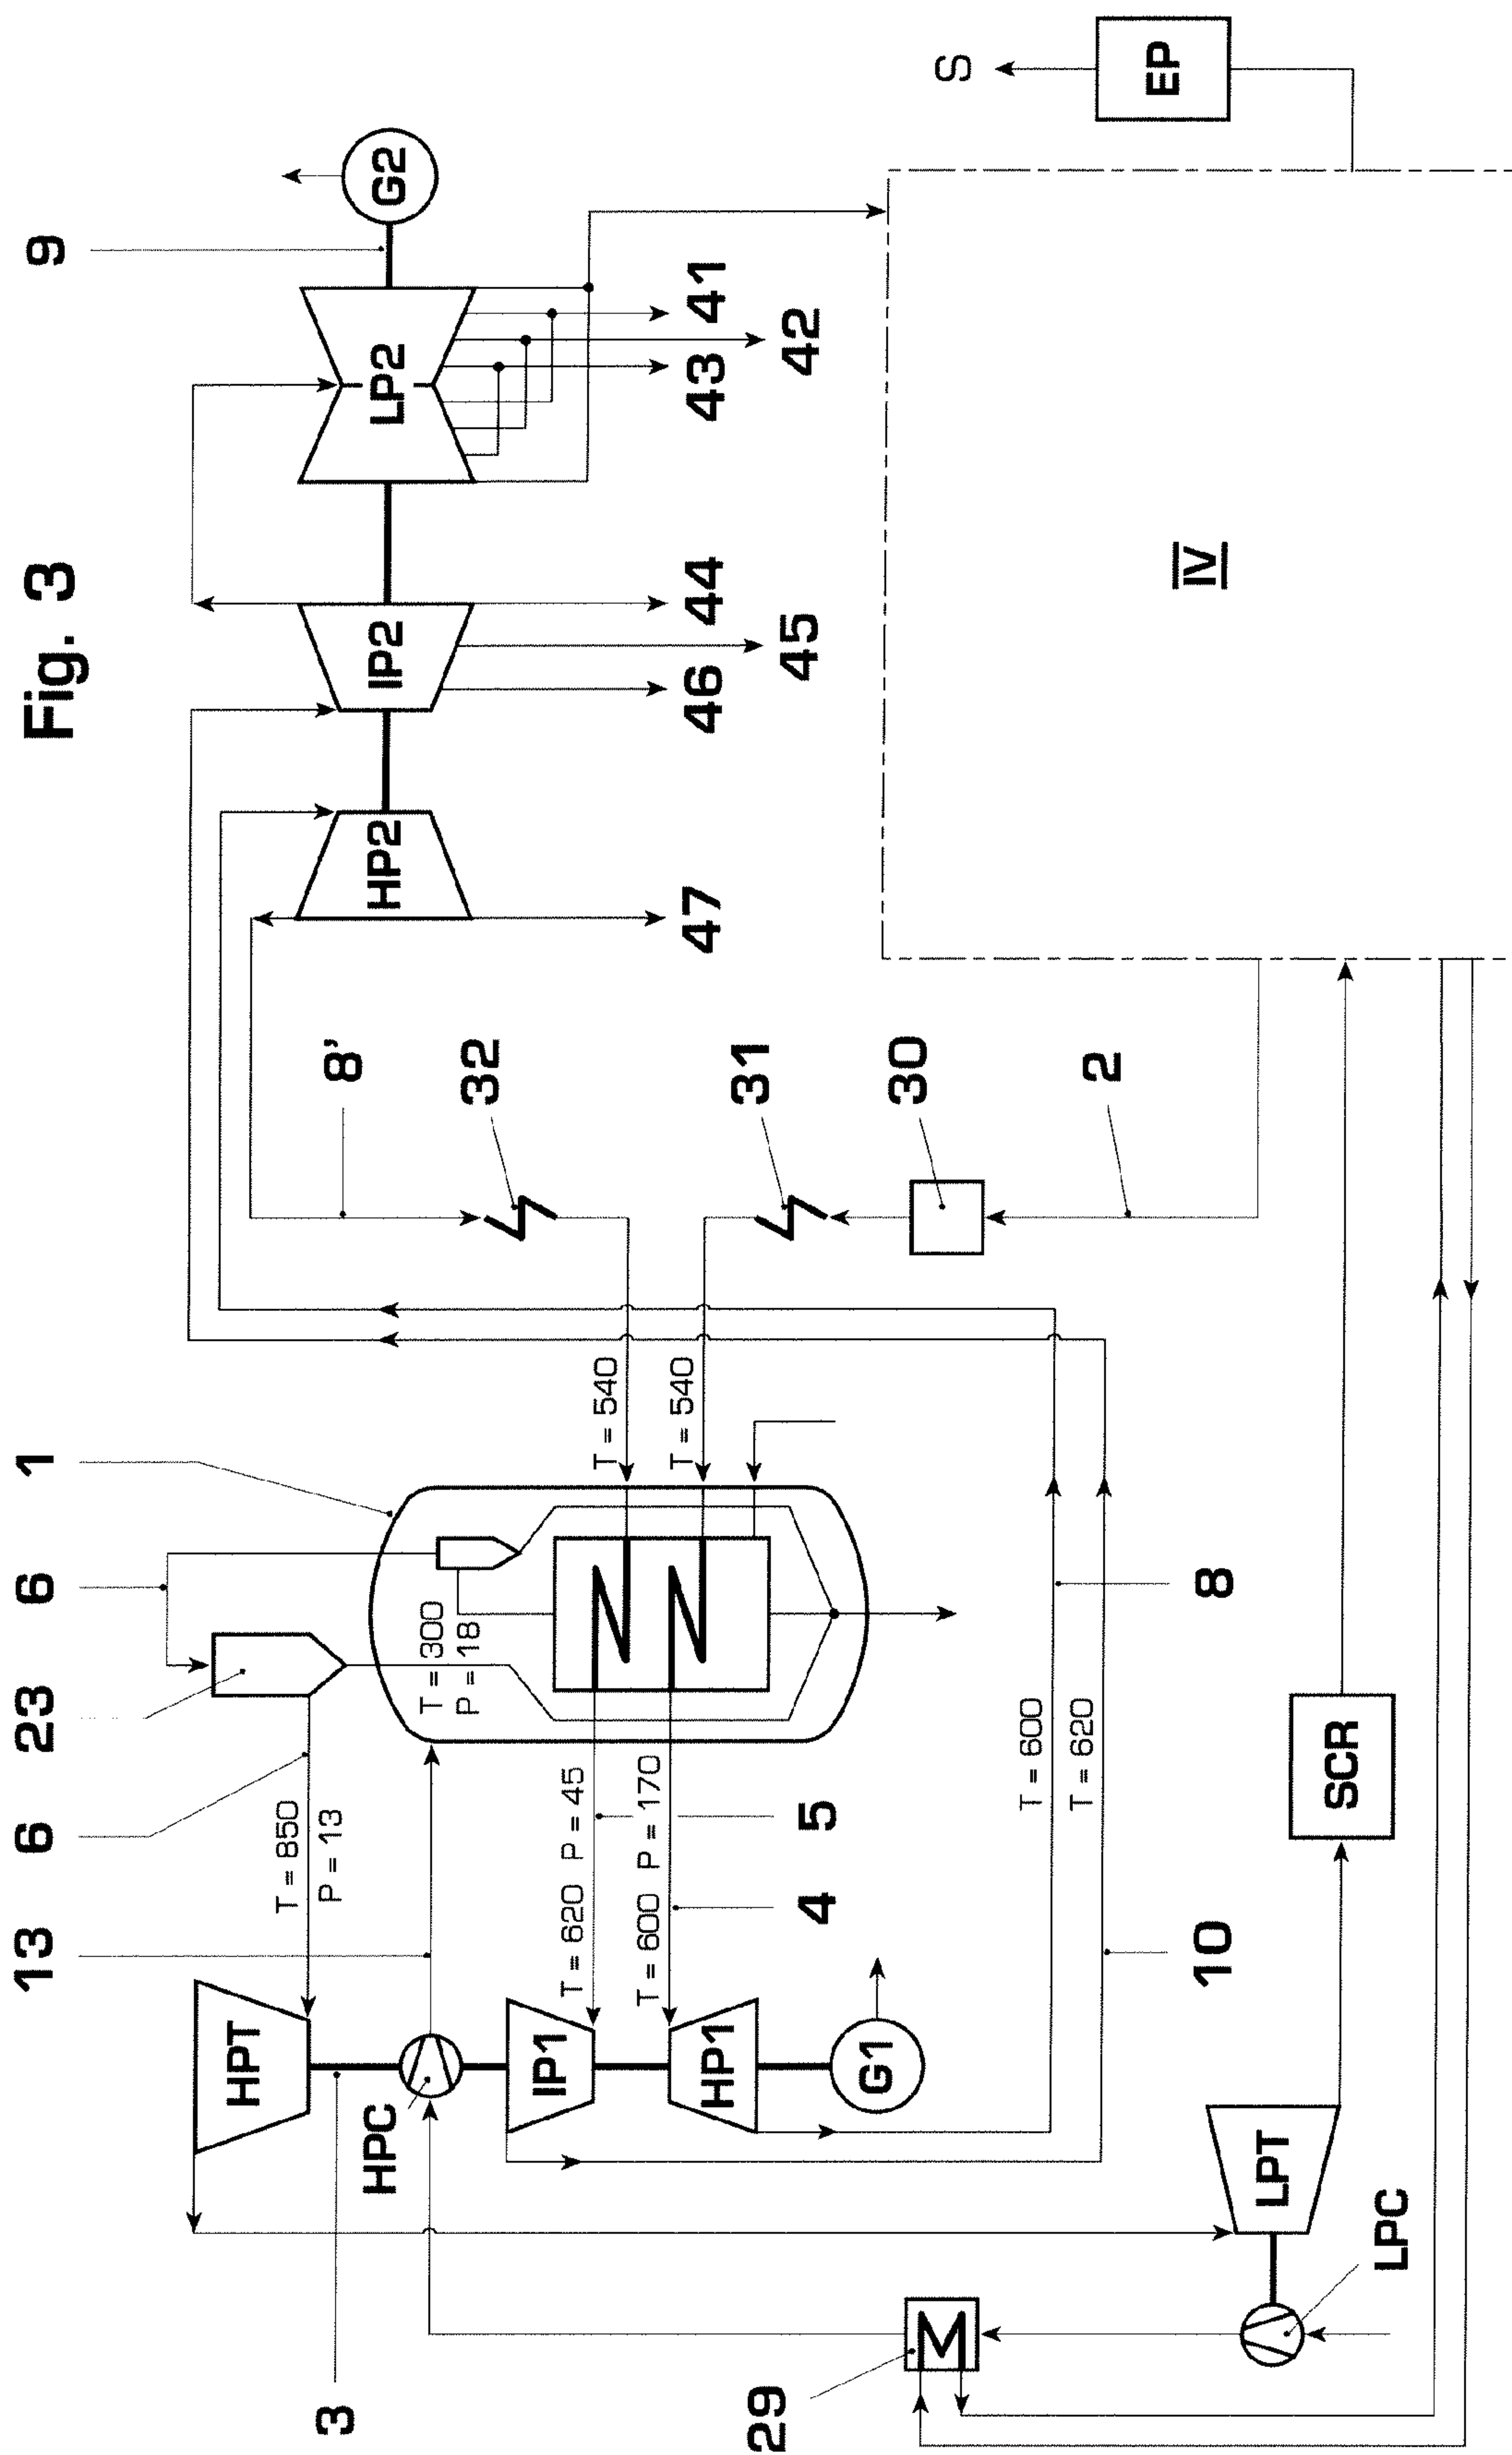 Fig. 3
1
6
23
6
13
9
3
T = 850
P = 13
HPT
HPC
IP1
HP1
G1
T = 300
P = 18
T = 620 P = 45
T = 600 P = 170
5
4
T = 540
T = 540
8'
32
31
30
2
HP2
IP2
LP2
G2
47
46
45
44
43
42
41
T = 600
T = 620
8
10
29
LPC
LPT
SCR
IV
EP
S